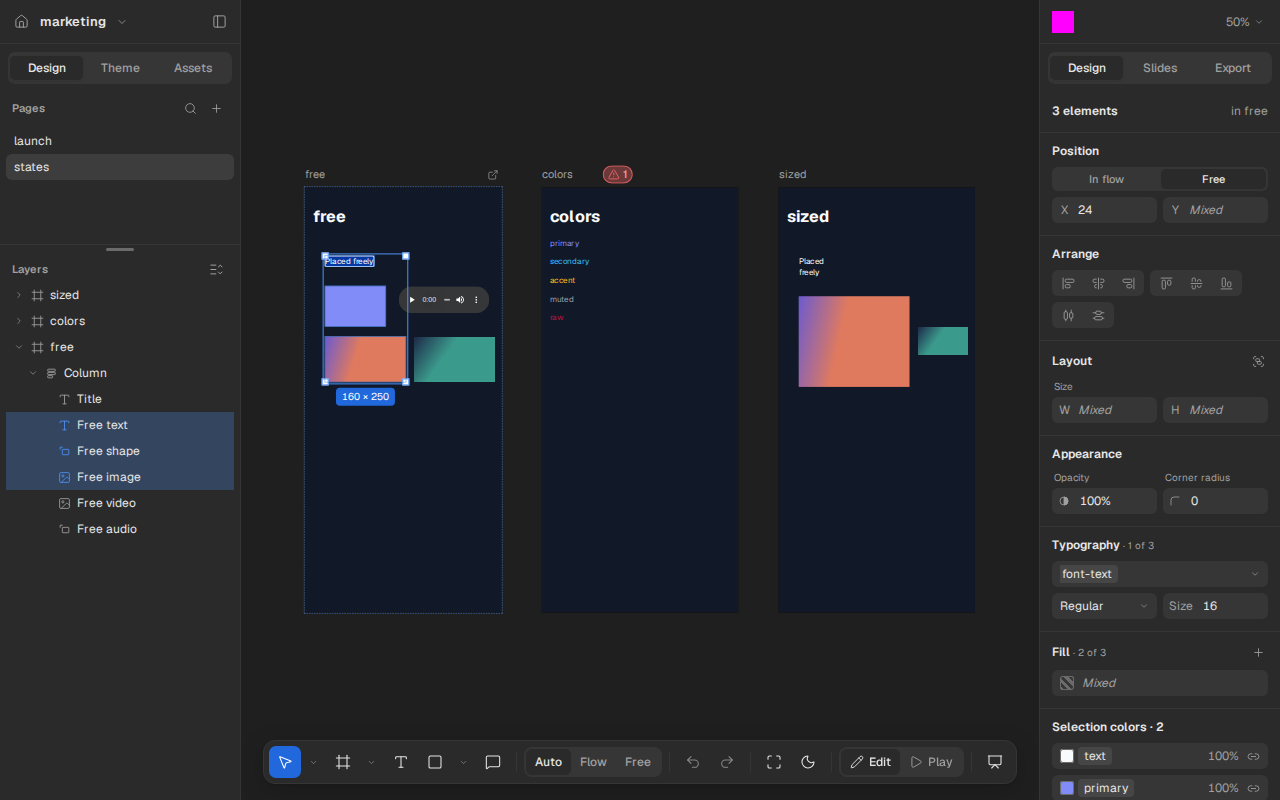 marketing
50%
Design Theme Assets
Design Slides Export
Pages
3 elements in free
launch
states
Position
In flow Free
X 24 Y Mixed
free
colors 1
sized
free
colors
sized
primary
secondary
accent
muted
raw
Placed freely
Placed
freely
0:00
160 × 250
Layers
sized
colors
free
Column
Title
Free text
Free shape
Free image
Free video
Free audio
Arrange
Layout
Size
W Mixed H Mixed
Appearance
Opacity Corner radius
100% 0
Typography · 1 of 3
font-text
Regular Size 16
Fill · 2 of 3
Mixed
Selection colors · 2
text 100%
primary 100%
Auto Flow Free
Edit Play